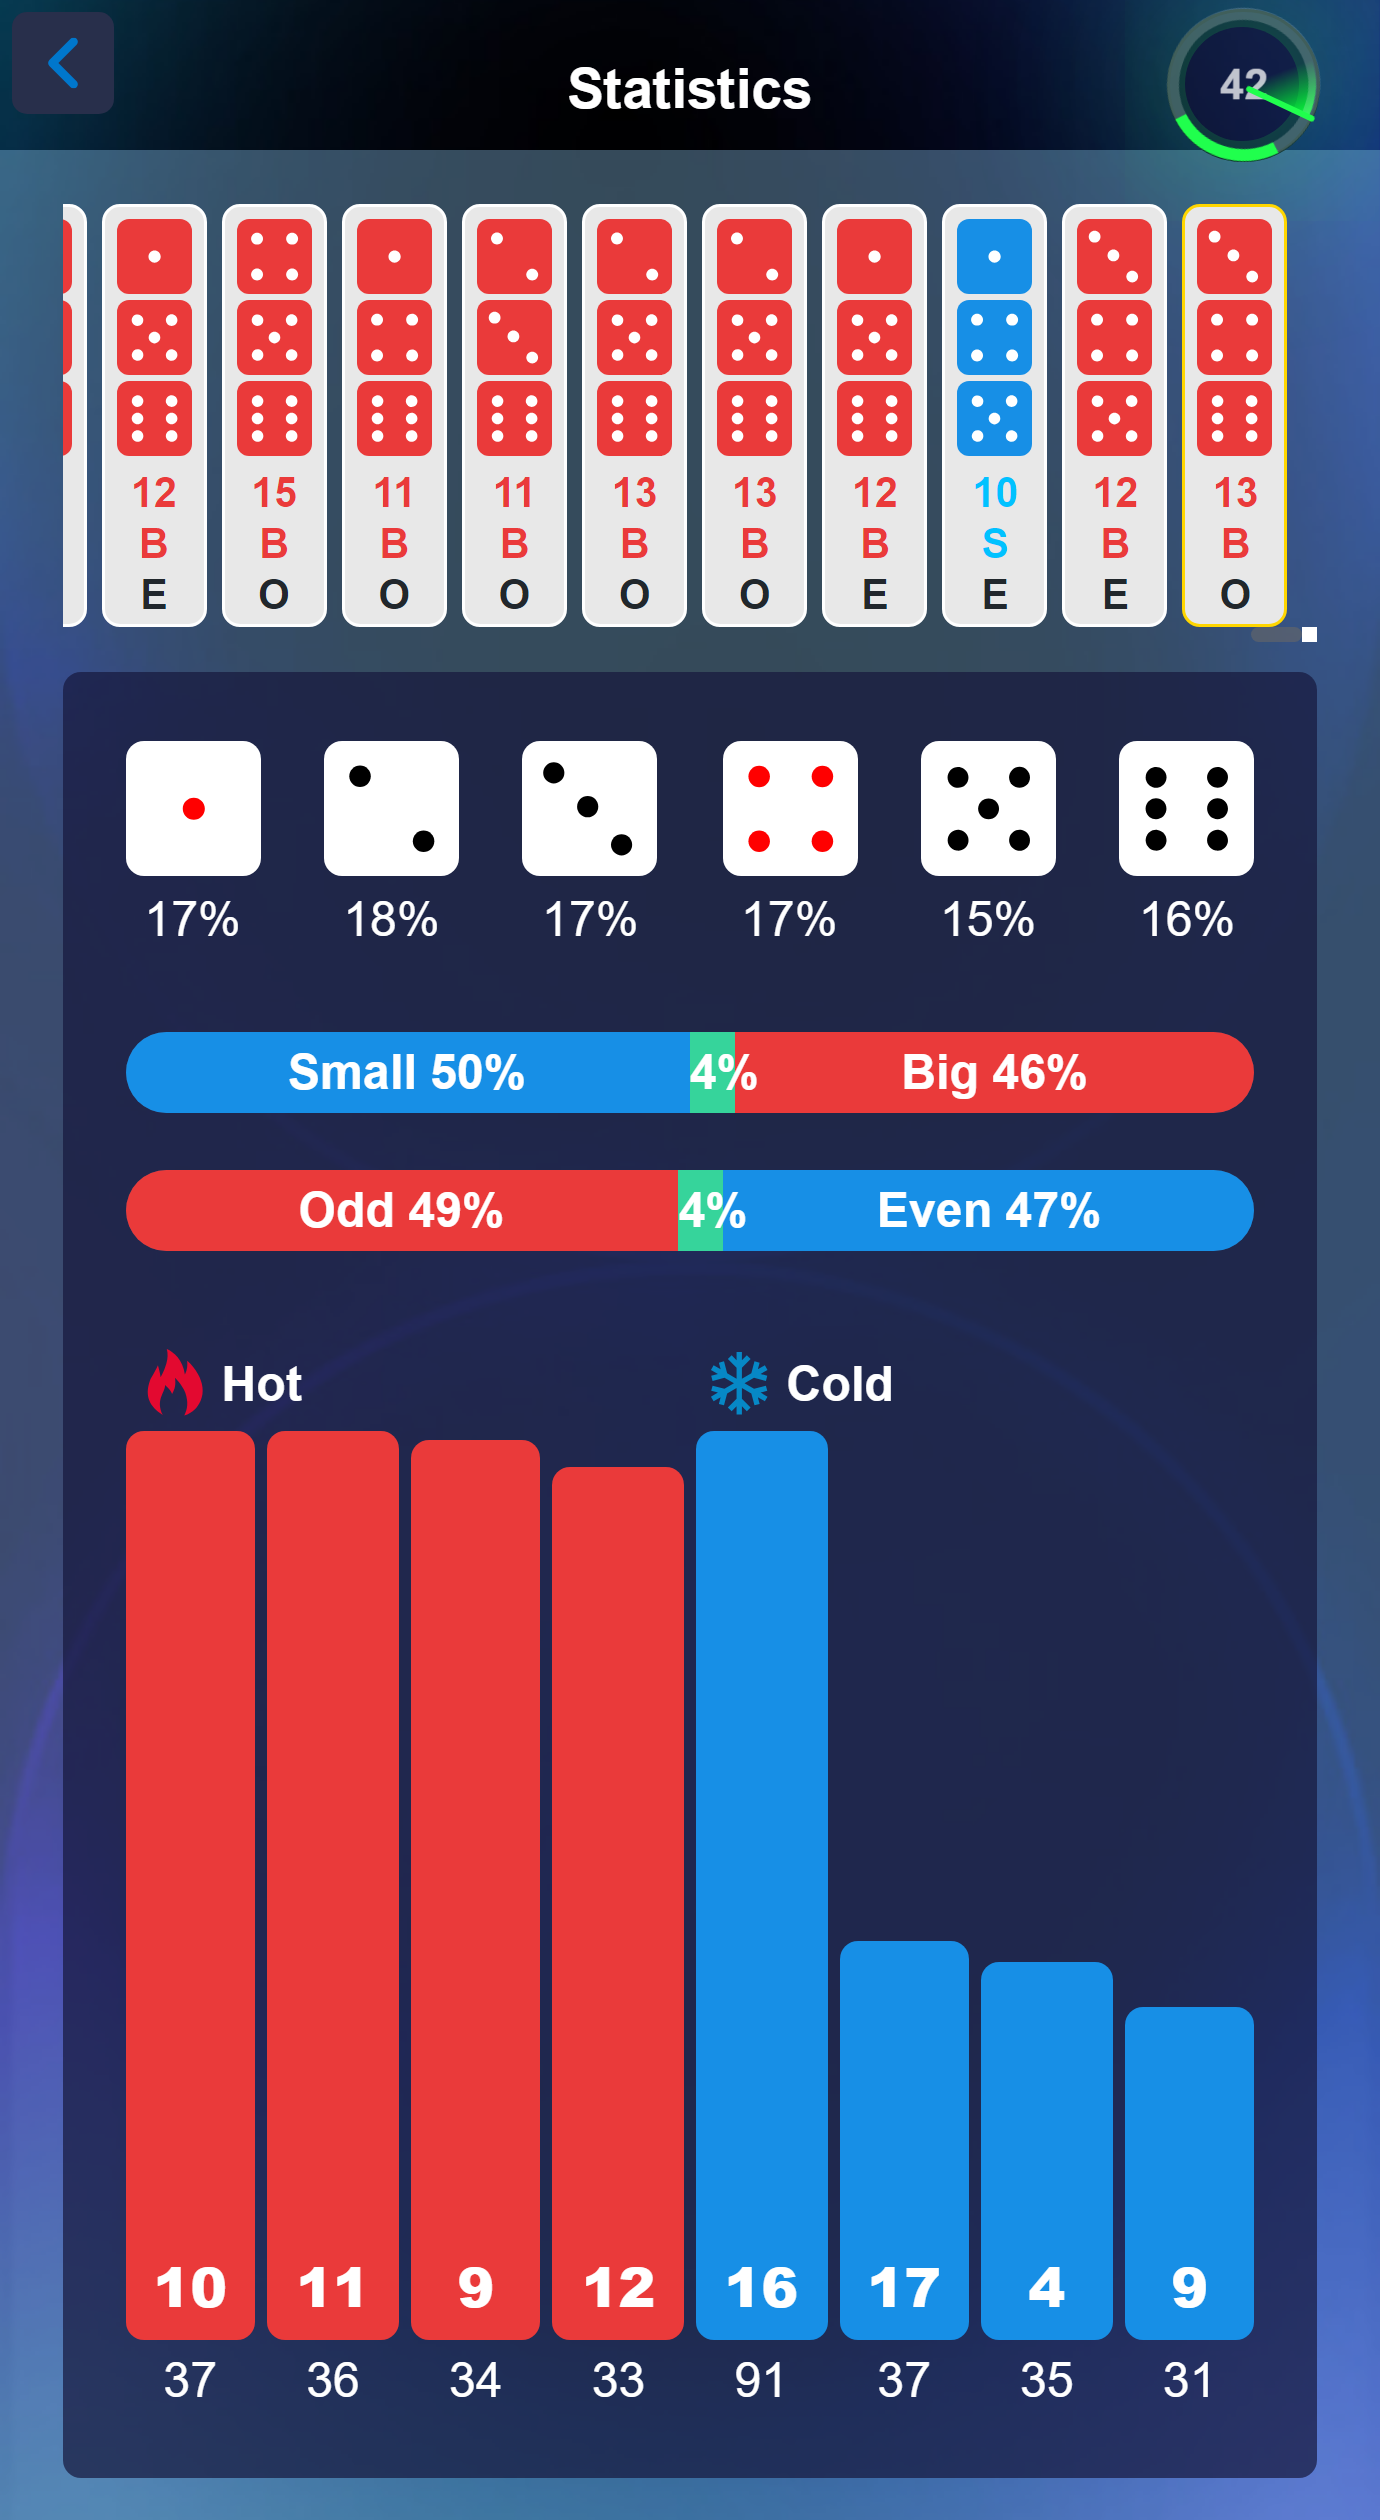 Statistics
42
12 15 11 11 13 13 12 10 12 13
B B B B B B B S B B
E O O O O O E E E O
17% 18% 17% 17% 15% 16%
Small 50% 4% Big 46%
Odd 49% 4% Even 47%
Hot Cold
10 11 9 12 16 17 4 9
37 36 34 33 91 37 35 31